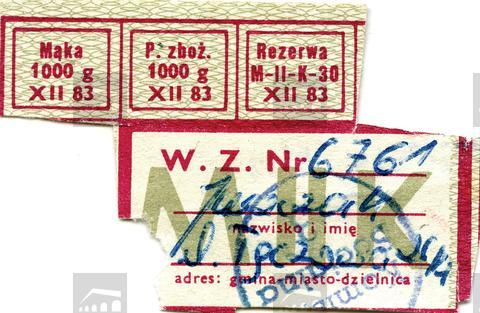 Mąka
1000 g
XII 83
P. zboż.
1000 g
XII 83
Rezerwa
M-II-K-30
XII 83
W. Z. Nr 6761
M II K
nazwisko i imię
adres: gmina-miasto-dzielnica